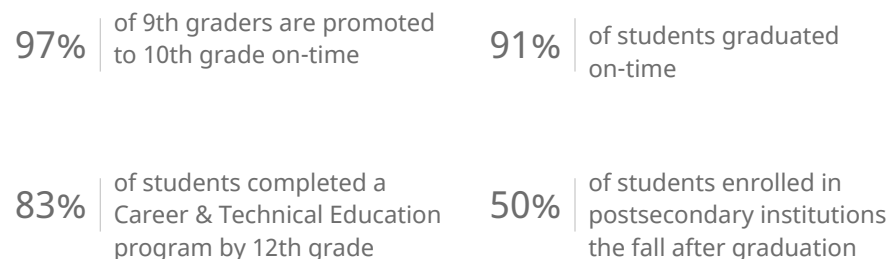 97%
of 9th graders are promoted
to 10th grade on-time
91%
of students graduated
on-time
83%
of students completed a
Career & Technical Education
program by 12th grade
50%
of students enrolled in
postsecondary institutions
the fall after graduation